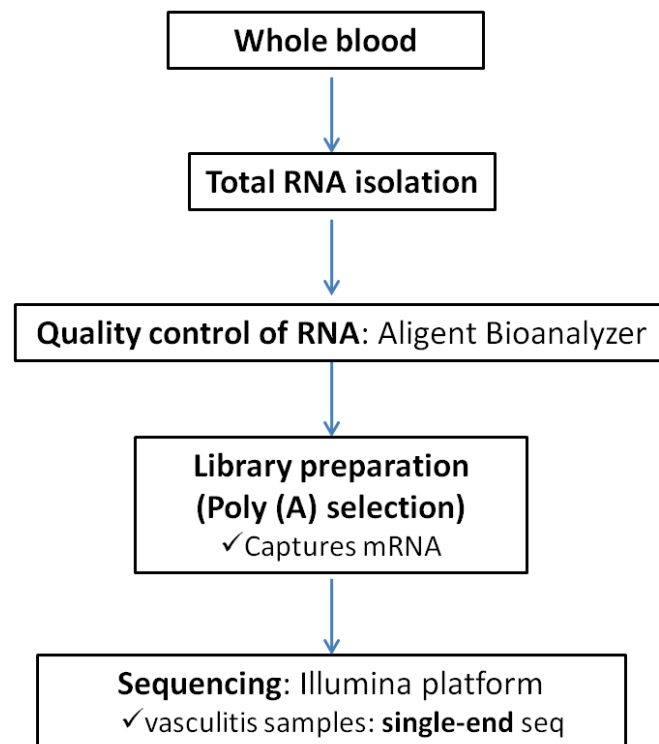 Whole blood
Total RNA isolation
Quality control of RNA: Aligent Bioanalyzer
Library preparation
(Poly (A) selection)
✓Captures mRNA
Sequencing: Illumina platform
✓vasculitis samples: single-end seq